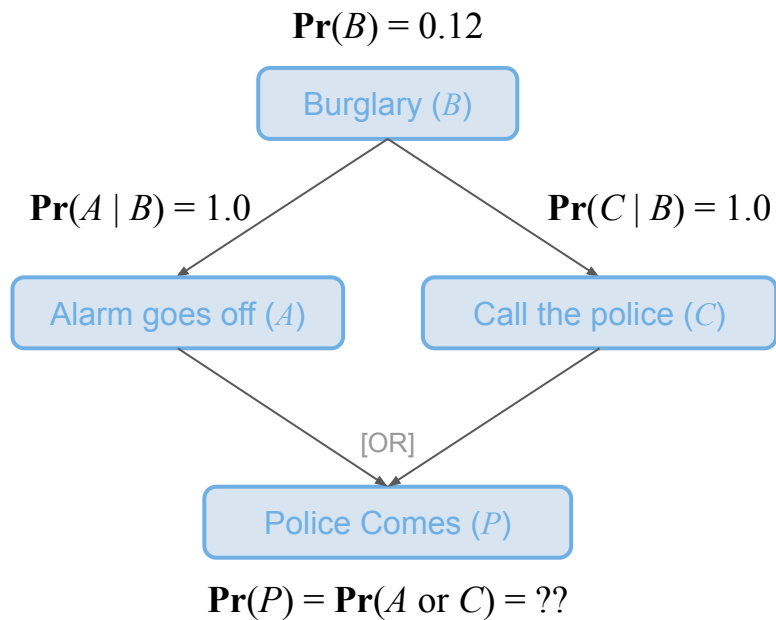 Pr(B) = 0.12
Burglary (B)
Pr(A | B) = 1.0
Pr(C | B) = 1.0
Alarm goes off (A)
Call the police (C)
[OR]
Police Comes (P)
Pr(P) = Pr(A or C) = ??